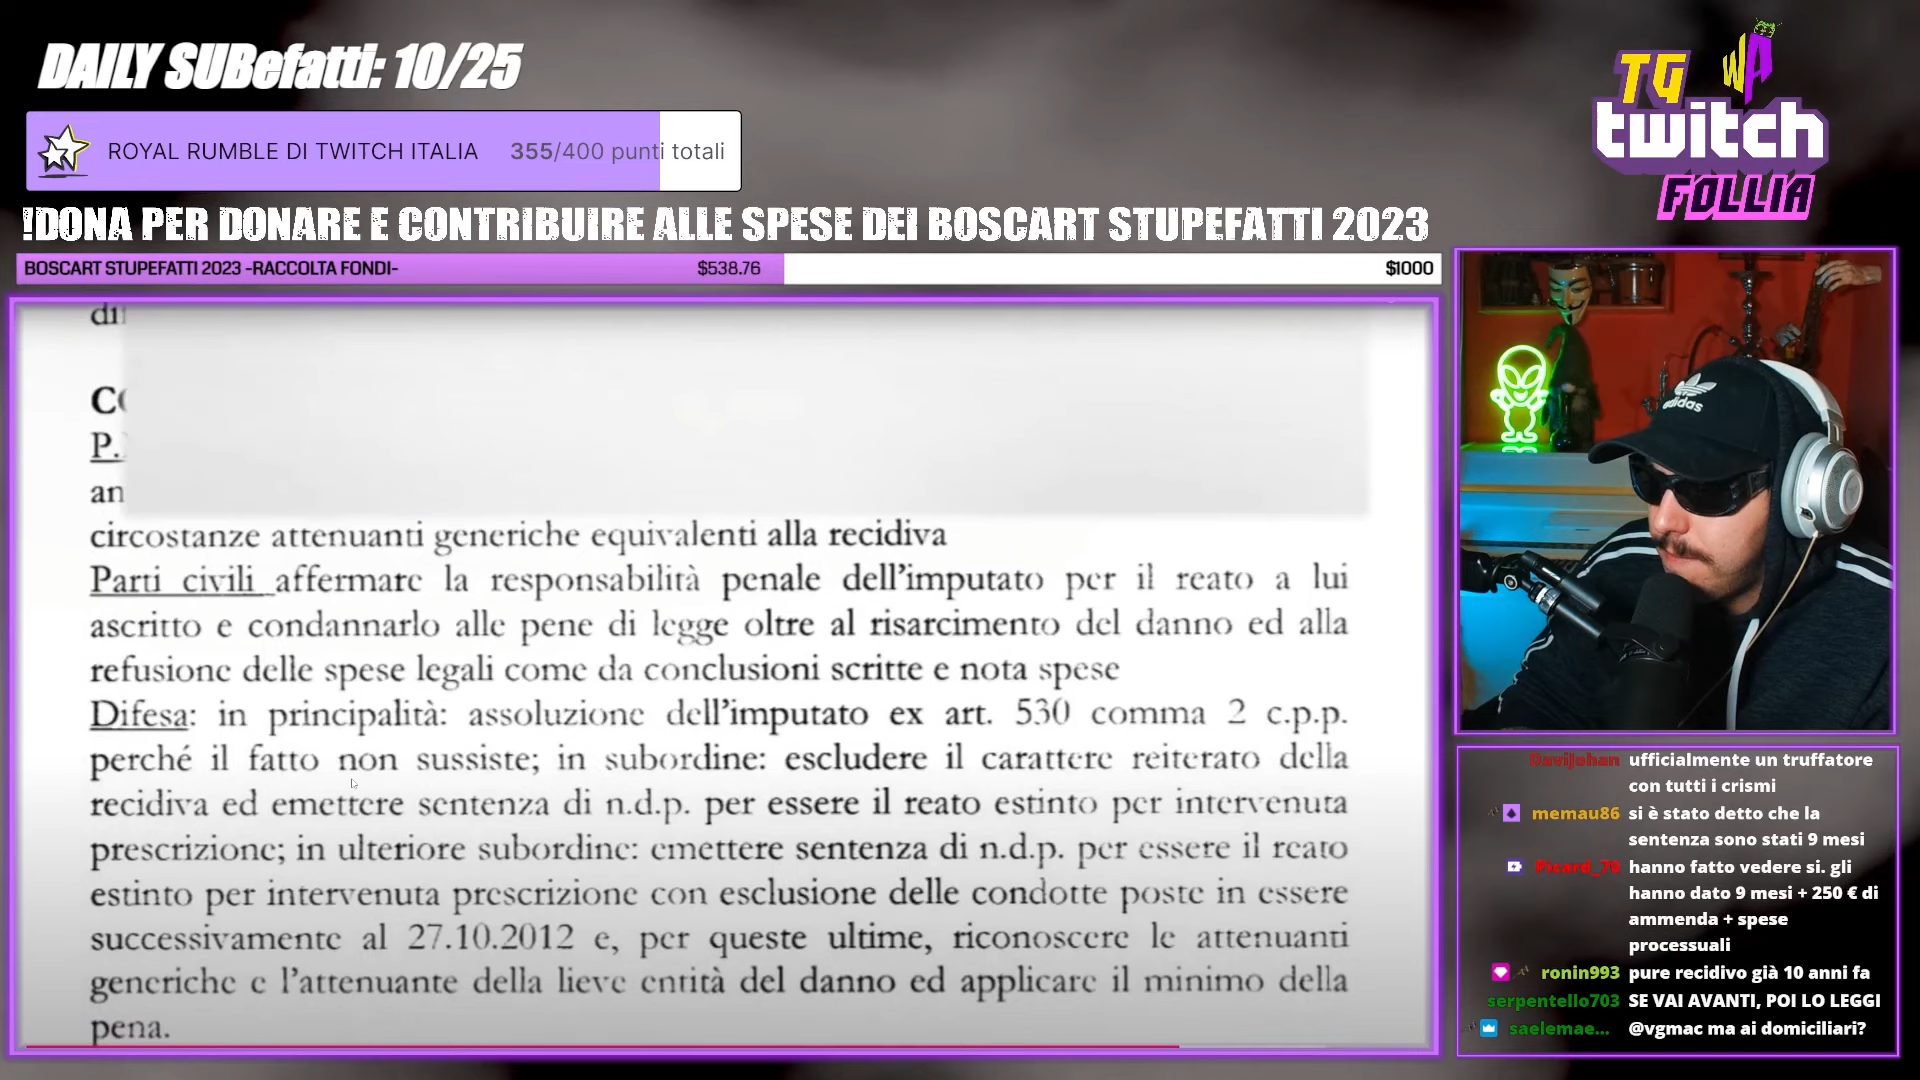 DAILY SUBefatti: 10/25
ROYAL RUMBLE DI TWITCH ITALIA 355/400 punti totali
!DONA PER DONARE E CONTRIBUIRE ALLE SPESE DEI BOSCART STUPEFATTI 2023
BOSCART STUPEFATTI 2023 -RACCOLTA FONDI- $538.76 $1000
TG WA
twitch
FOLLIA
circostanze attenuanti generiche equivalenti alla recidiva
Parti civili affermare la responsabilità penale dell'imputato per il reato a lui
ascritto e condannarlo alle pene di legge oltre al risarcimento del danno ed alla
refusione delle spese legali come da conclusioni scritte e nota spese
Difesa: in principalità: assoluzione dell'imputato ex art. 530 comma 2 c.p.p.
perché il fatto non sussiste; in subordine: escludere il carattere reiterato della
recidiva ed emettere sentenza di n.d.p. per essere il reato estinto per intervenuta
prescrizione; in ulteriore subordine: emettere sentenza di n.d.p. per essere il reato
estinto per intervenuta prescrizione con esclusione delle condotte poste in essere
successivamente al 27.10.2012 e, per queste ultime, riconoscere le attenuanti
generiche e l'attenuante della lieve entità del danno ed applicare il minimo della
pena.
adidas
Davijohan ufficialmente un truffatore
con tutti i crismi
memau86 si è stato detto che la
sentenza sono stati 9 mesi
Picard_70 hanno fatto vedere si. gli
hanno dato 9 mesi + 250 € di
ammenda + spese
processuali
ronin993 pure recidivo già 10 anni fa
serpentello703 SE VAI AVANTI, POI LO LEGGI
saelemae... @vgmac ma ai domiciliari?